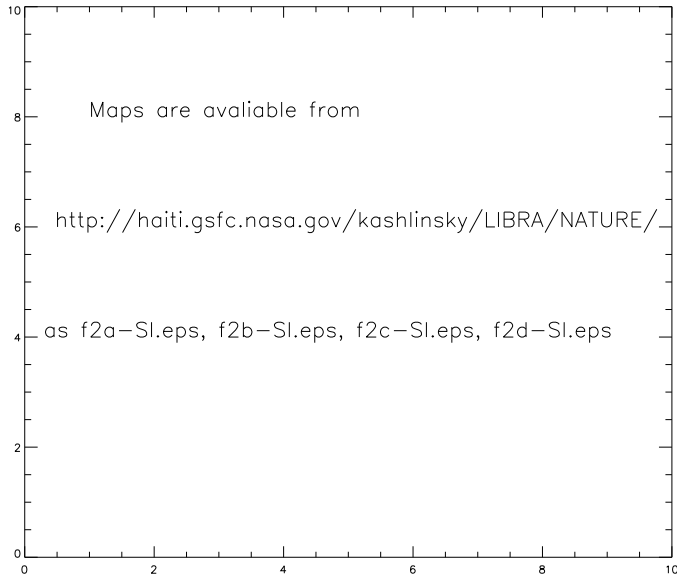 10
Maps are avaliable from
8
http://haiti.gsfc.nasa.gov/kashlinsky/LIBRA/NATURE/
6
as f2a-SI.eps, f2b-SI.eps, f2c-SI.eps, f2d-SI.eps
4
2
0
0 2 4 6 8 10